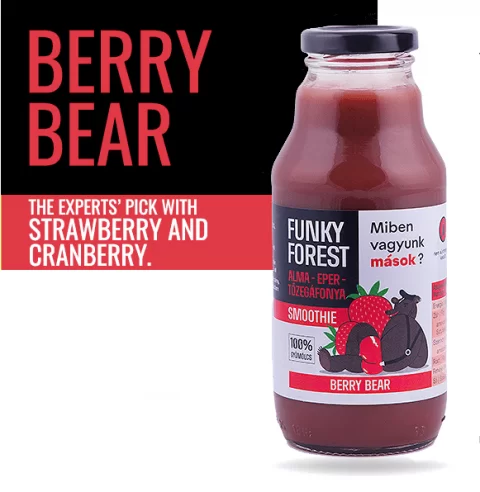 BERRY
BEAR
THE EXPERTS' PICK WITH
STRAWBERRY AND
CRANBERRY.
FUNKY
FOREST
ALMA - EPER -
TŐZEGÁFONYA
SMOOTHIE
100%
GYÜMÖLCS
BERRY BEAR
Miben
vagyunk
mások?